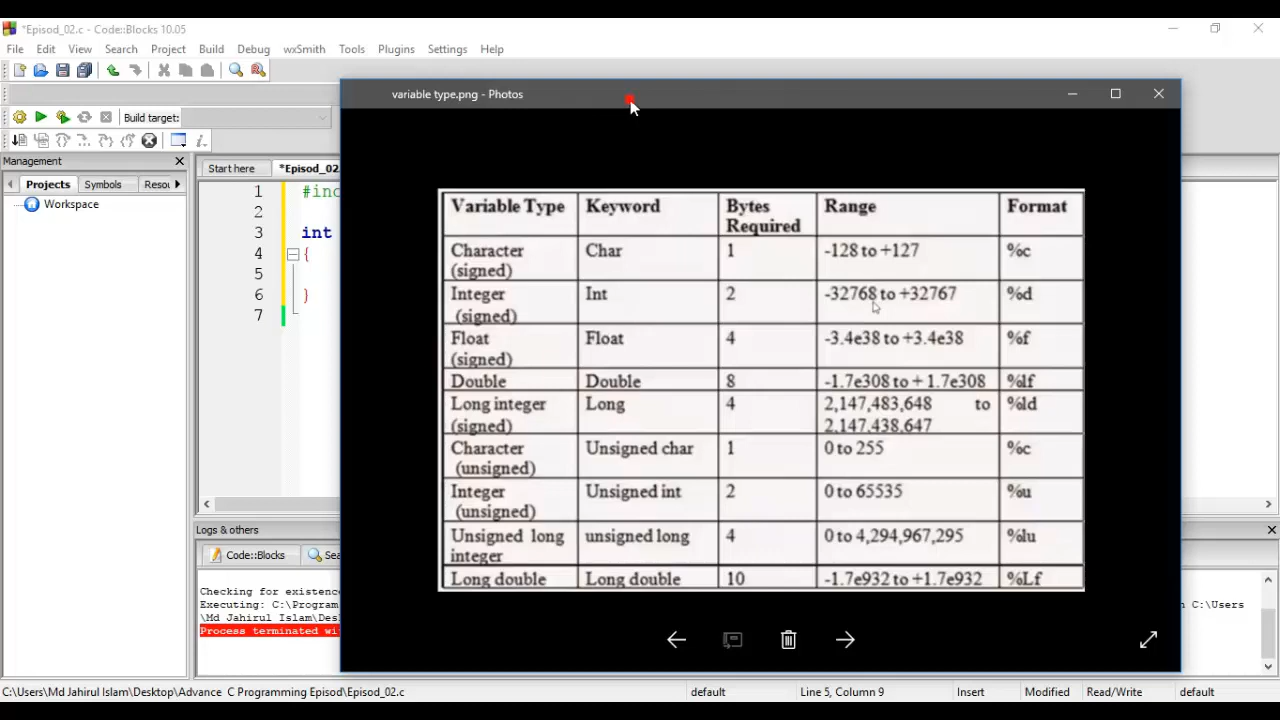 *Episod_02.c - Code::Blocks 10.05
File Edit View Search Project Build Debug wxSmith Tools Plugins Settings Help
variable type.png - Photos
Build target:
Management
Projects Symbols Resou
Workspace
Start here *Episod_02
1 #inc
2
3 int
4 {
5
6 }
7
Variable Type Keyword Bytes Required Range Format
Character (signed) Char 1 -128 to +127 %c
Integer (signed) Int 2 -32768 to +32767 %d
Float (signed) Float 4 -3.4e38 to +3.4e38 %f
Double Double 8 -1.7e308 to + 1.7e308 %lf
Long integer (signed) Long 4 2,147,483,648 to 2,147,438,647 %ld
Character (unsigned) Unsigned char 1 0 to 255 %c
Integer (unsigned) Unsigned int 2 0 to 65535 %u
Unsigned long integer unsigned long 4 0 to 4,294,967,295 %lu
Long double Long double 10 -1.7e932 to +1.7e932 %Lf
Logs & others
Code::Blocks Sea
Checking for existenc
Executing: C:\Program C:\Users
\Md Jahirul Islam\Des
Process terminated wi
C:\Users\Md Jahirul Islam\Desktop\Advance C Programming Episod\Episod_02.c default Line 5, Column 9 Insert Modified Read/Write default